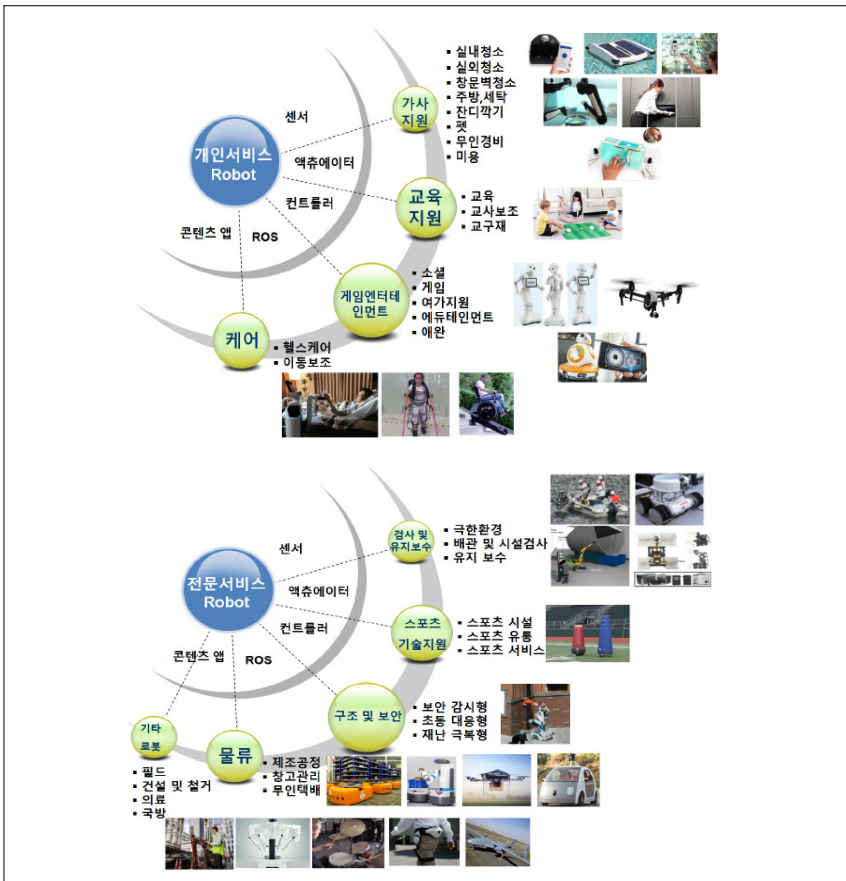 개인서비스
Robot
센서
액츄에이터
컨트롤러
콘텐츠 앱
ROS
가사
지원
▪ 실내청소
▪ 실외청소
▪ 창문벽청소
▪ 주방,세탁
▪ 잔디깍기
▪ 펫
▪ 무인경비
▪ 미용
교육
지원
▪ 교육
▪ 교사보조
▪ 교구재
게임엔터테
인먼트
▪ 소셜
▪ 게임
▪ 여가지원
▪ 에듀테인먼트
▪ 애완
케어
▪ 헬스케어
▪ 이동보조
전문서비스
Robot
센서
액츄에이터
컨트롤러
콘텐츠 앱
ROS
검사 및
유지보수
▪ 극한환경
▪ 배관 및 시설검사
▪ 유지 보수
스포츠
기술지원
▪ 스포츠 시설
▪ 스포츠 유통
▪ 스포츠 서비스
구조 및 보안
▪ 보안 감시형
▪ 초동 대응형
▪ 재난 극복형
물류
▪ 제조공정
▪ 창고관리
▪ 무인택배
기타
로봇
▪ 필드
▪ 건설 및 철거
▪ 의료
▪ 국방